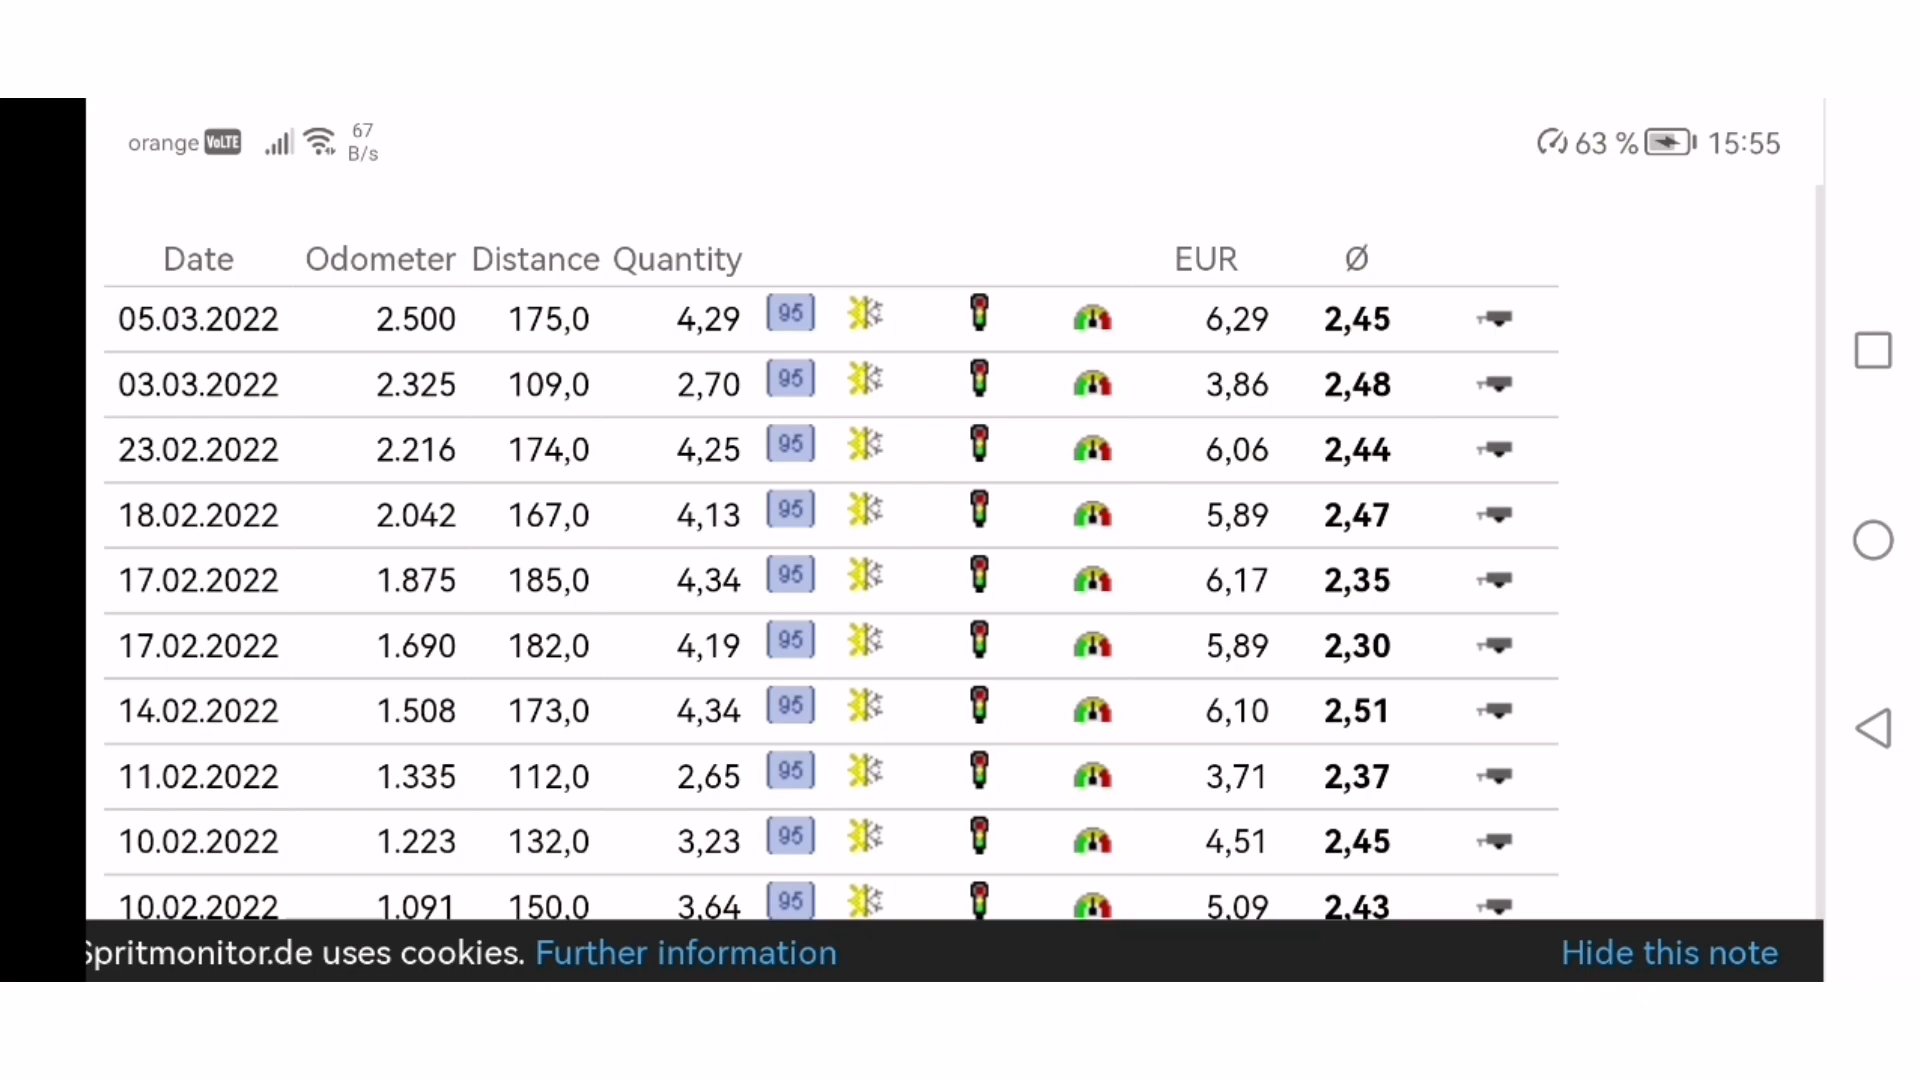 orange VoLTE 67 B/s 63 % 15:55
Date Odometer Distance Quantity EUR Ø
05.03.2022 2.500 175,0 4,29 95 6,29 2,45
03.03.2022 2.325 109,0 2,70 95 3,86 2,48
23.02.2022 2.216 174,0 4,25 95 6,06 2,44
18.02.2022 2.042 167,0 4,13 95 5,89 2,47
17.02.2022 1.875 185,0 4,34 95 6,17 2,35
17.02.2022 1.690 182,0 4,19 95 5,89 2,30
14.02.2022 1.508 173,0 4,34 95 6,10 2,51
11.02.2022 1.335 112,0 2,65 95 3,71 2,37
10.02.2022 1.223 132,0 3,23 95 4,51 2,45
10.02.2022 1.091 150,0 3,64 95 5,09 2,43
Spritmonitor.de uses cookies. Further information Hide this note